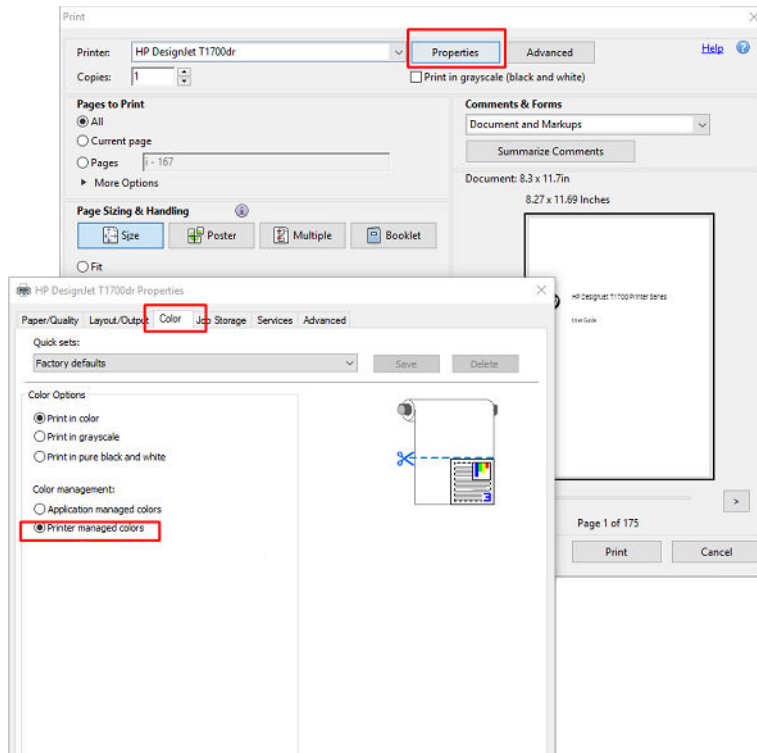 Print
Printer: HP DesignJet T1700dr Properties Advanced Help
Copies: 1 Print in grayscale (black and white)
Pages to Print
All
Current page
Pages i - 167
More Options
Comments & Forms
Document and Markups
Summarize Comments
Document: 8.3 x 11.7in
8.27 x 11.69 Inches
Page Sizing & Handling
Size Poster Multiple Booklet
Fit
HP DesignJet T1700 Printer Series
User Guide
>
Page 1 of 175
Print Cancel
HP DesignJet T1700dr Properties
Paper/Quality Layout/Output Color Job Storage Services Advanced
Quick sets:
Factory defaults Save Delete
Color Options
Print in color
Print in grayscale
Print in pure black and white
Color management:
Application managed colors
Printer managed colors
3